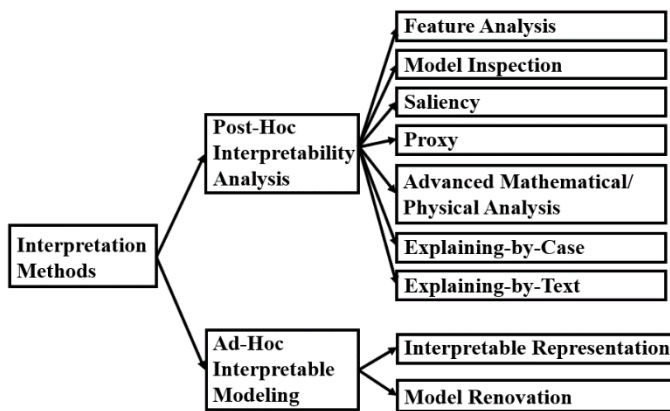 Feature Analysis
Model Inspection
Saliency
Post-Hoc
Interpretability
Analysis
Proxy
Advanced Mathematical/
Physical Analysis
Interpretation
Methods
Explaining-by-Case
Explaining-by-Text
Ad-Hoc
Interpretable
Modeling
Interpretable Representation
Model Renovation